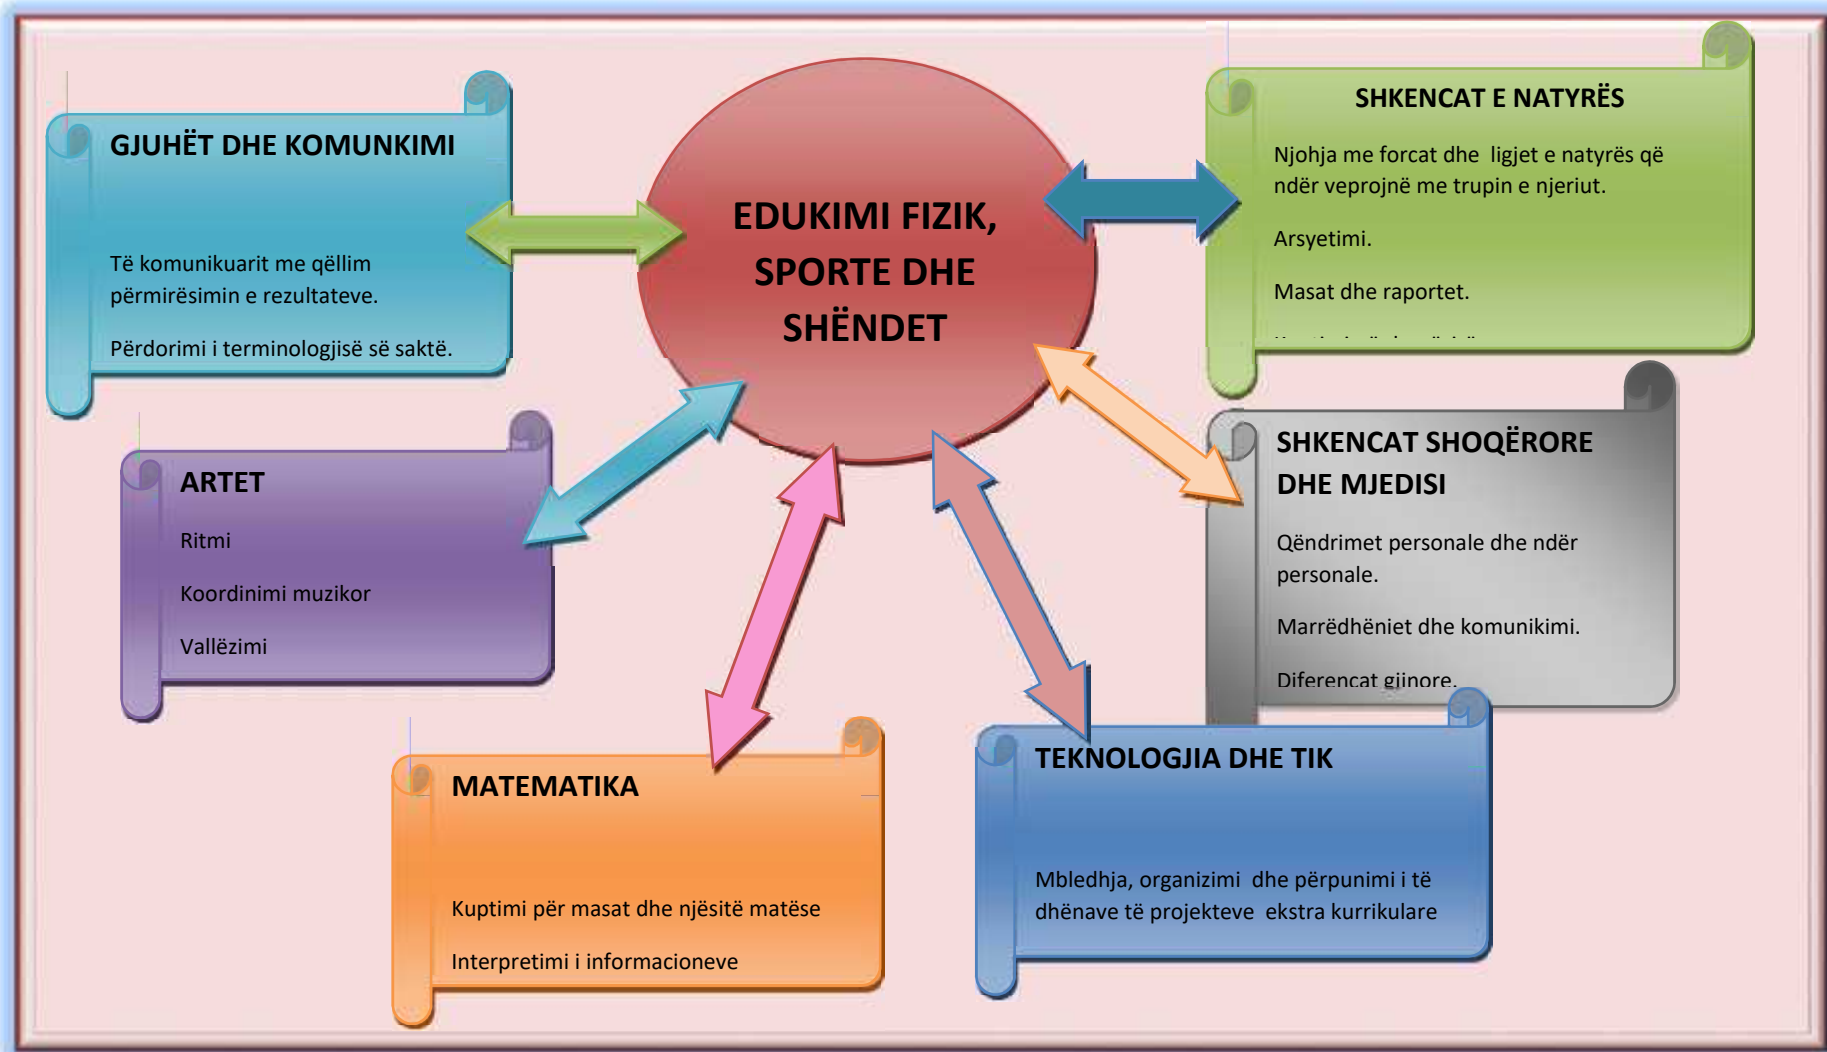 GJUHËT DHE KOMUNKIMI
Të komunikuarit me qëllim
përmirësimin e rezultateve.
Përdorimi i terminologjisë së saktë.
EDUKIMI FIZIK,
SPORTE DHE
SHËNDET
SHKENCAT E NATYRËS
Njohja me forcat dhe ligjet e natyrës që
ndër veprojnë me trupin e njeriut.
Arsyetimi.
Masat dhe raportet.
ARTET
Ritmi
Koordinimi muzikor
Vallëzimi
SHKENCAT SHOQËRORE
DHE MJEDISI
Qëndrimet personale dhe ndër
personale.
Marrëdhëniet dhe komunikimi.
Diferencat gjinore.
MATEMATIKA
Kuptimi për masat dhe njësitë matëse
Interpretimi i informacioneve
TEKNOLOGJIA DHE TIK
Mbledhja, organizimi dhe përpunimi i të
dhënave të projekteve ekstra kurrikulare